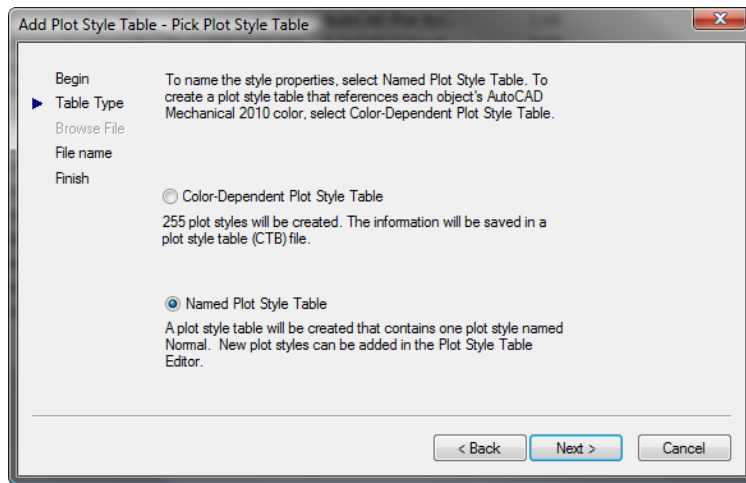 Add Plot Style Table - Pick Plot Style Table
Begin
Table Type
Browse File
File name
Finish
To name the style properties, select Named Plot Style Table. To
create a plot style table that references each object's AutoCAD
Mechanical 2010 color, select Color-Dependent Plot Style Table.
Color-Dependent Plot Style Table
255 plot styles will be created. The information will be saved in a
plot style table (CTB) file.
Named Plot Style Table
A plot style table will be created that contains one plot style named
Normal. New plot styles can be added in the Plot Style Table
Editor.
< Back
Next >
Cancel